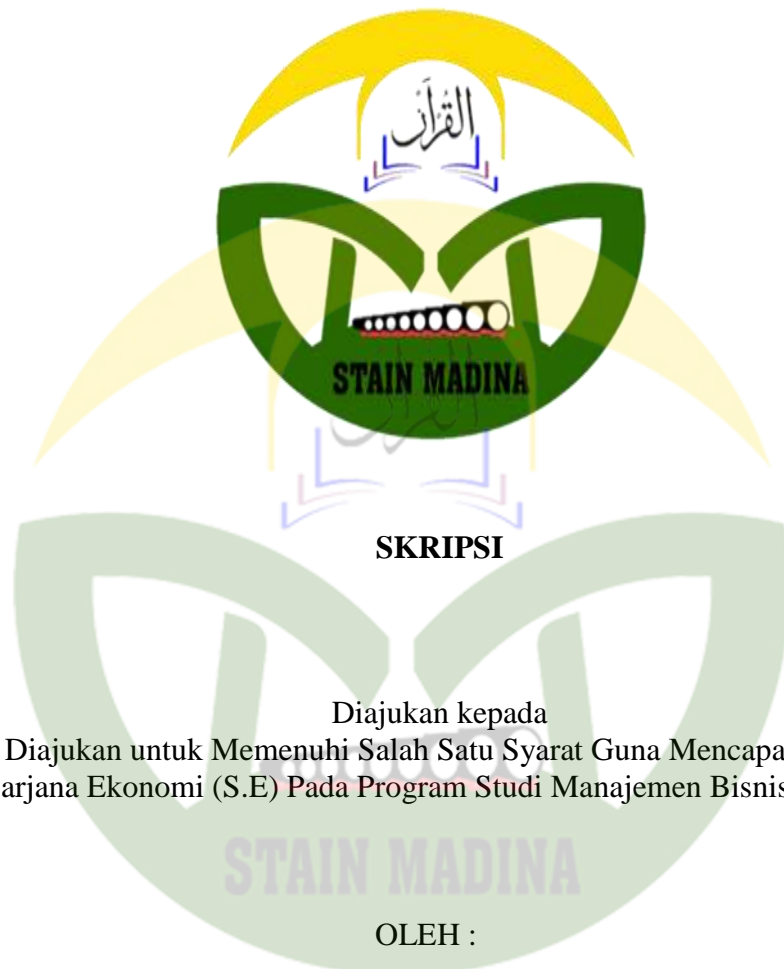 القرآن
STAIN MADINA
القرآن
SKRIPSI
Diajukan kepada
Diajukan untuk Memenuhi Salah Satu Syarat Guna Mencapa
arjana Ekonomi (S.E) Pada Program Studi Manajemen Bisnis
STAIN MADINA
OLEH :